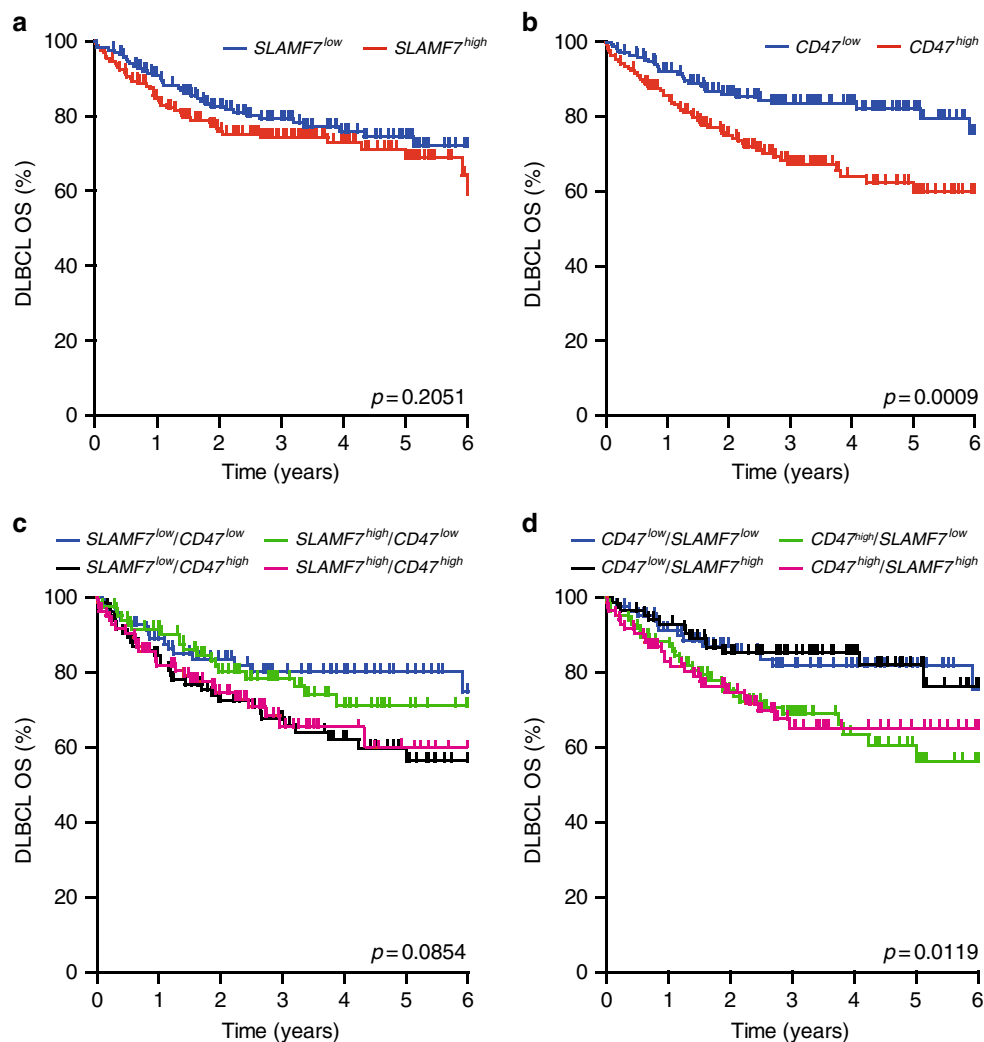 a
SLAMF7low SLAMF7high
DLBCL OS (%)
100
80
60
40
20
0
p=0.2051
0 1 2 3 4 5 6
Time (years)
b
CD47low CD47high
DLBCL OS (%)
100
80
60
40
20
0
p=0.0009
0 1 2 3 4 5 6
Time (years)
c
SLAMF7low/CD47low SLAMF7high/CD47low
SLAMF7low/CD47high SLAMF7high/CD47high
DLBCL OS (%)
100
80
60
40
20
0
p=0.0854
0 1 2 3 4 5 6
Time (years)
d
CD47low/SLAMF7low CD47high/SLAMF7low
CD47low/SLAMF7high CD47high/SLAMF7high
DLBCL OS (%)
100
80
60
40
20
0
p=0.0119
0 1 2 3 4 5 6
Time (years)